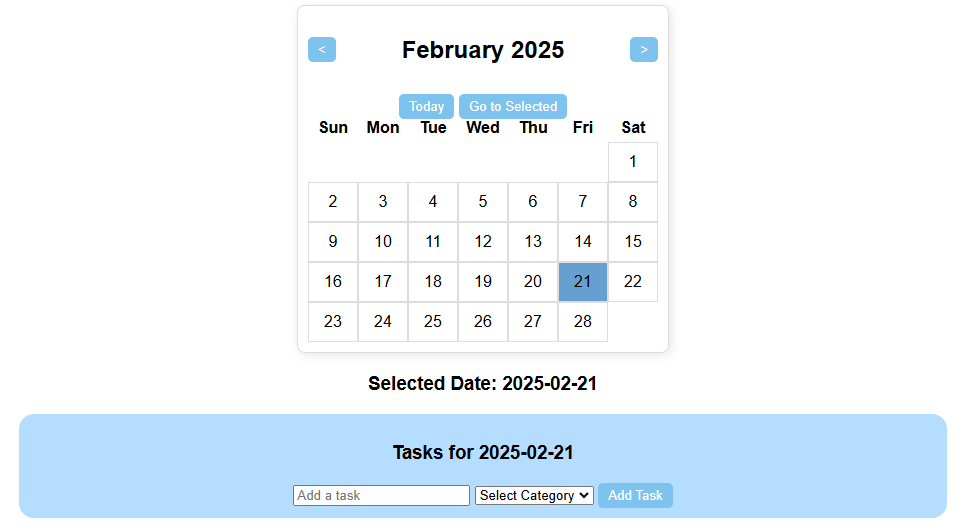 < February 2025 >
Today Go to Selected
Sun Mon Tue Wed Thu Fri Sat
1
2 3 4 5 6 7 8
9 10 11 12 13 14 15
16 17 18 19 20 21 22
23 24 25 26 27 28
Selected Date: 2025-02-21
Tasks for 2025-02-21
Add a task Select Category Add Task